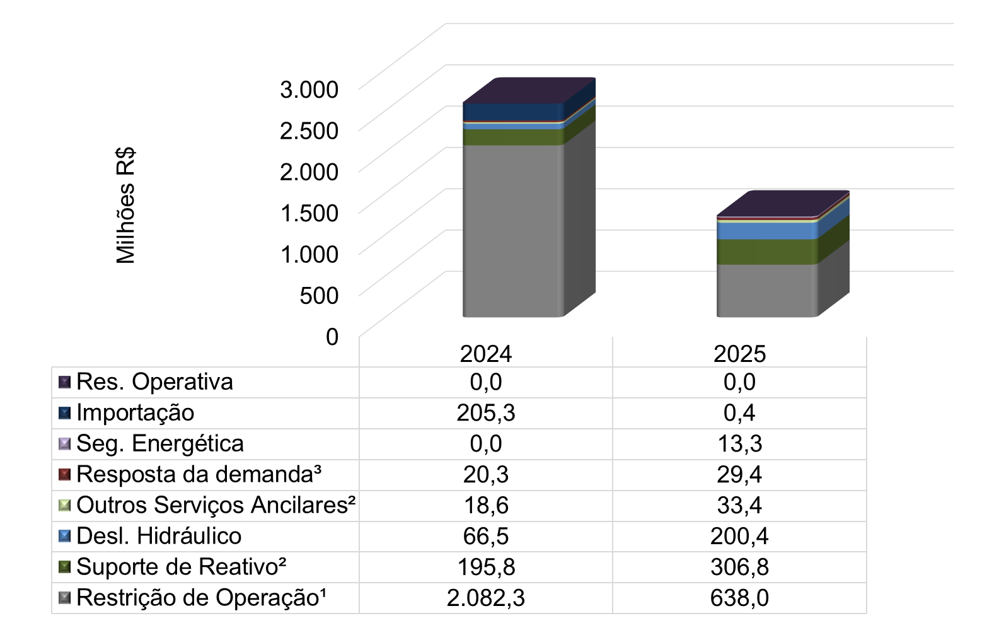 Milhões R$
3.000
2.500
2.000
1.500
1.000
500
0
2024 2025
Res. Operativa 0,0 0,0
Importação 205,3 0,4
Seg. Energética 0,0 13,3
Resposta da demanda³ 20,3 29,4
Outros Serviços Ancilares² 18,6 33,4
Desl. Hidráulico 66,5 200,4
Suporte de Reativo² 195,8 306,8
Restrição de Operação¹ 2.082,3 638,0